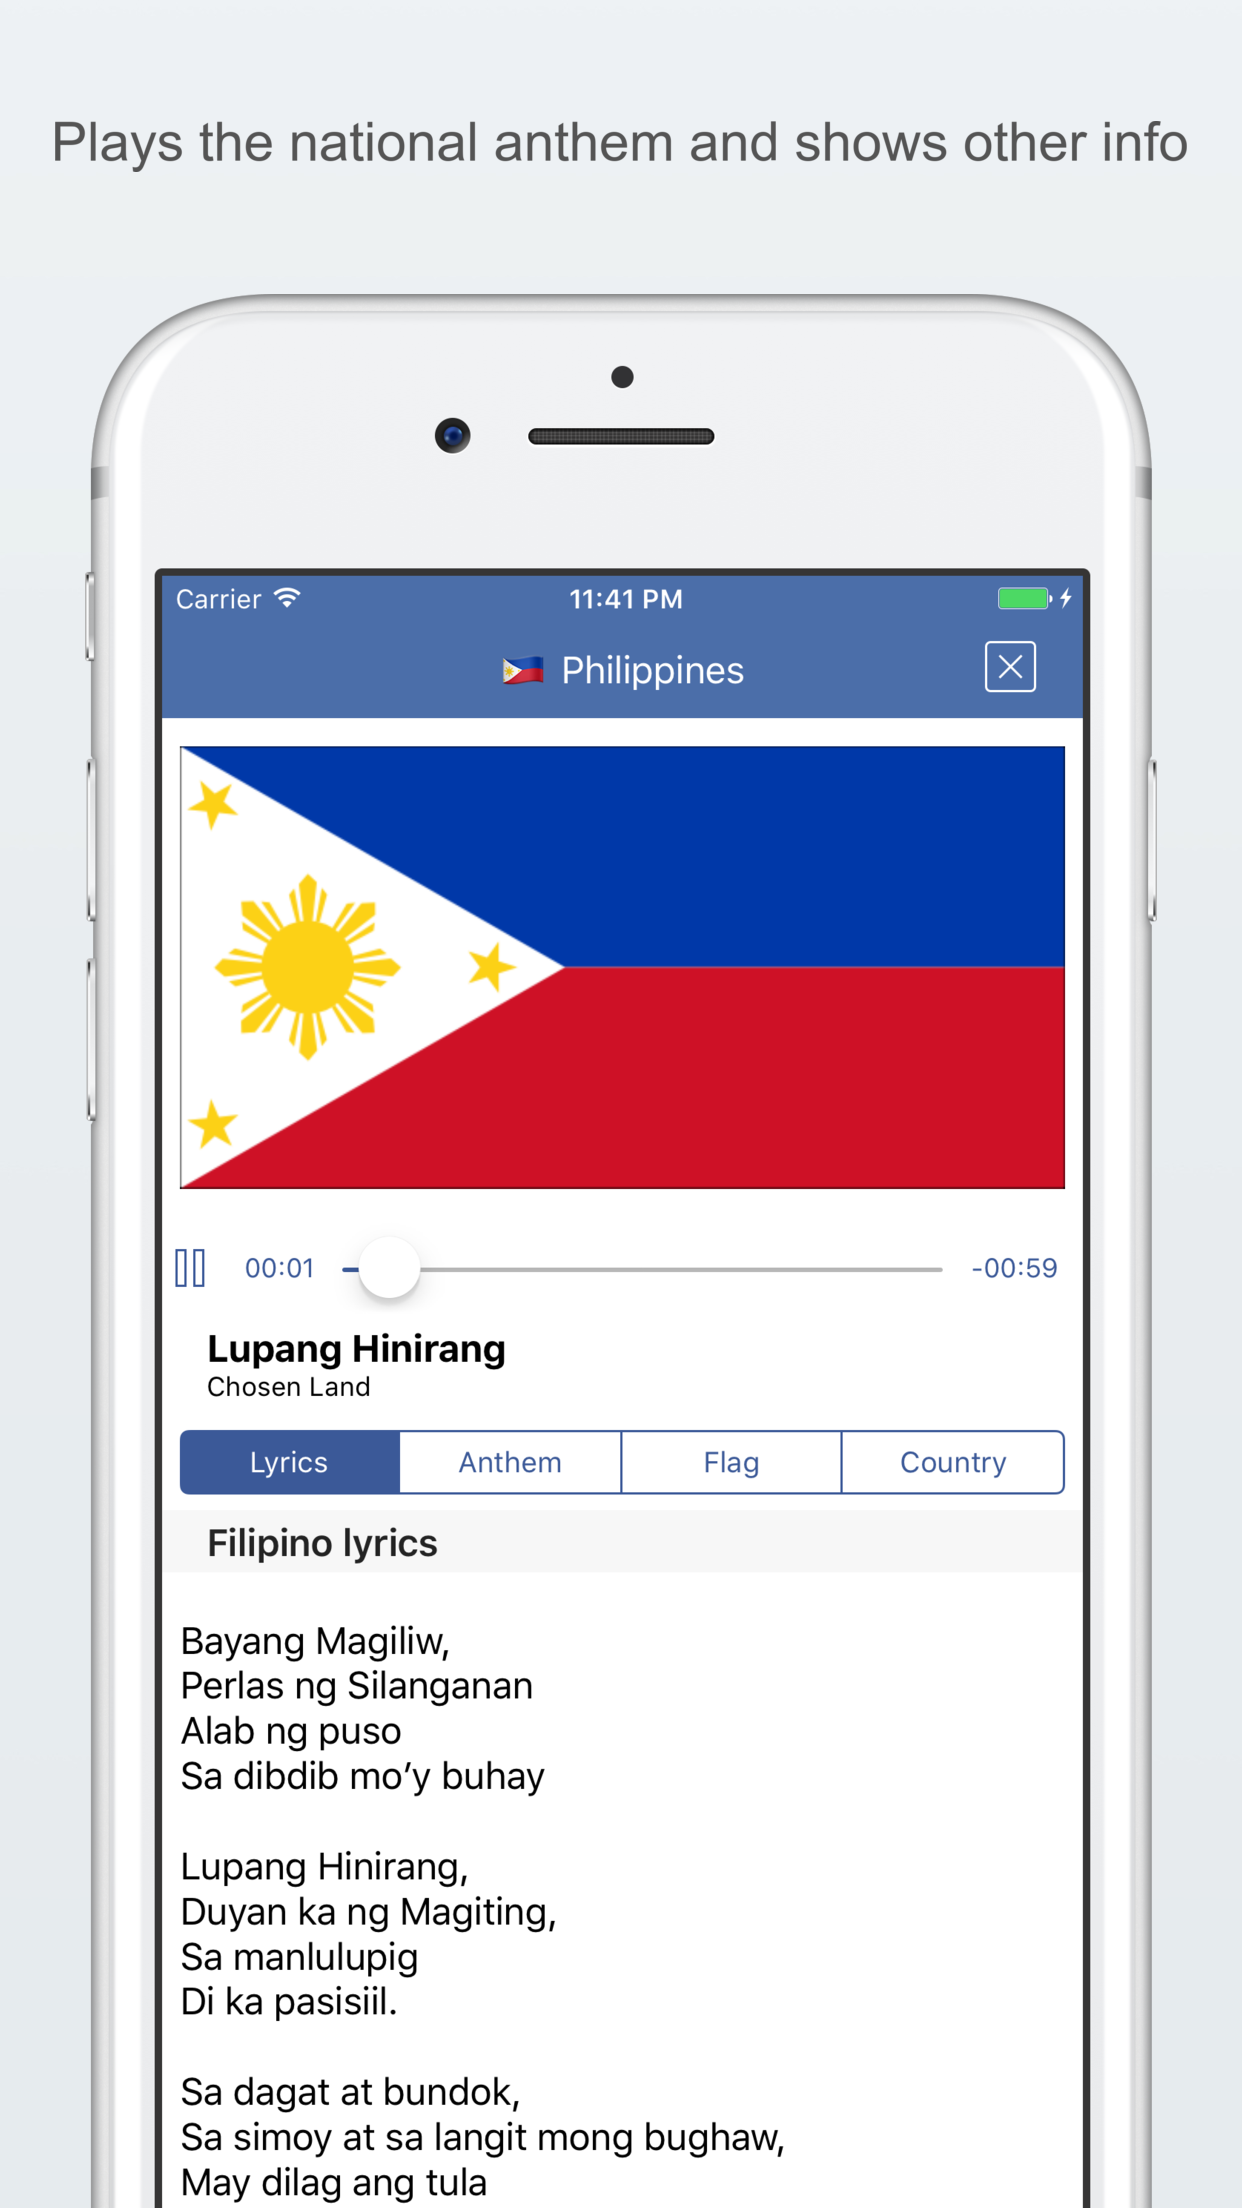 Plays the national anthem and shows other info
Carrier 11:41 PM
🇵🇭 Philippines
00:01 -00:59
Lupang Hinirang
Chosen Land
Lyrics Anthem Flag Country
Filipino lyrics
Bayang Magiliw,
Perlas ng Silanganan
Alab ng puso
Sa dibdib mo’y buhay
Lupang Hinirang,
Duyan ka ng Magiting,
Sa manlulupig
Di ka pasisiil.
Sa dagat at bundok,
Sa simoy at sa langit mong bughaw,
May dilag ang tula